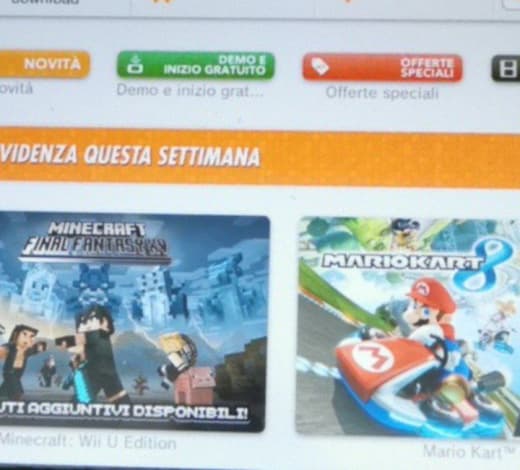 download
NOVITÀ
DEMO E
INIZIO GRATUITO
OFFERTE
SPECIALI
ovità
Demo e inizio grat...
Offerte speciali
VIDENZA QUESTA SETTIMANA
MINECRAFT
FINAL FANTASY XV
MARIOKART 8
UTI AGGIUNTIVI DISPONIBILI!
Minecraft: Wii U Edition
Mario Kart™